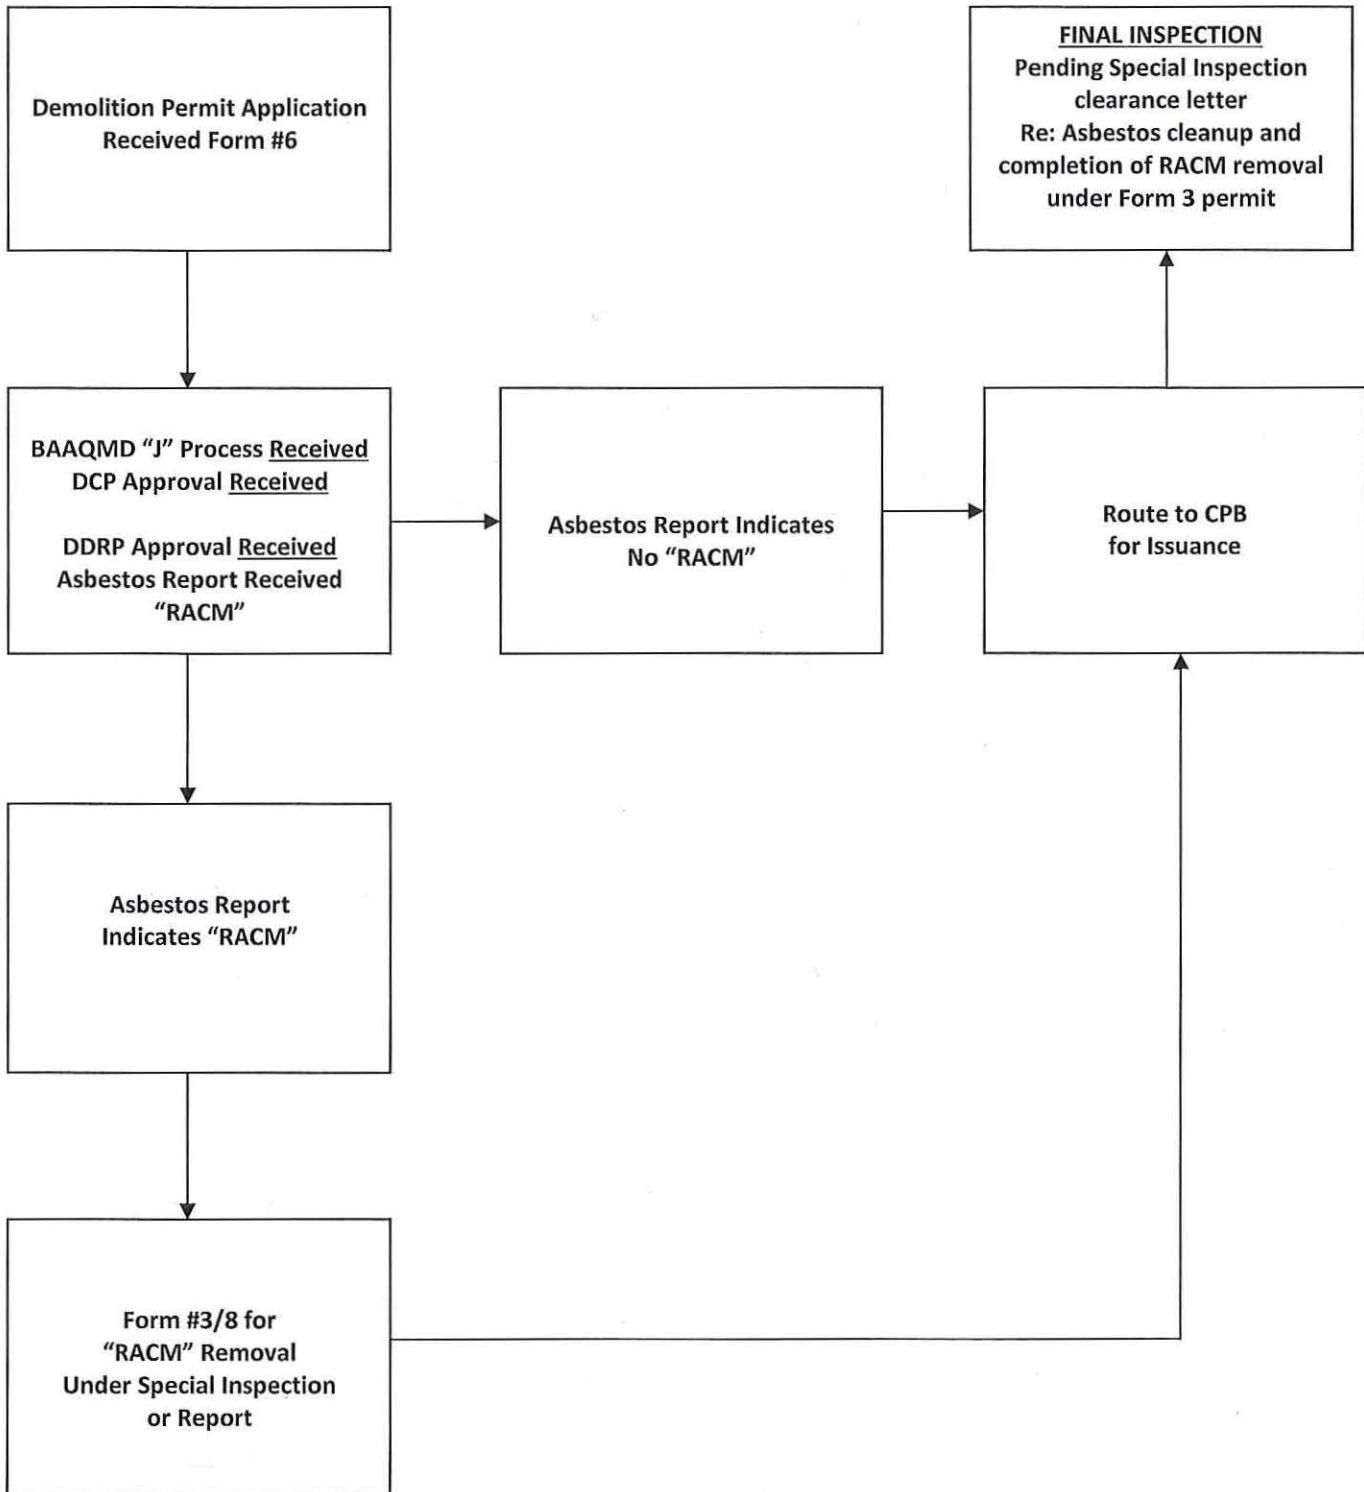 Demolition Permit Application
Received Form #6
FINAL INSPECTION
Pending Special Inspection
clearance letter
Re: Asbestos cleanup and
completion of RACM removal
under Form 3 permit
BAAQMD “J” Process Received
DCP Approval Received
DDRP Approval Received
Asbestos Report Received
“RACM”
Asbestos Report Indicates
No “RACM”
Route to CPB
for Issuance
Asbestos Report
Indicates “RACM”
Form #3/8 for
“RACM” Removal
Under Special Inspection
or Report